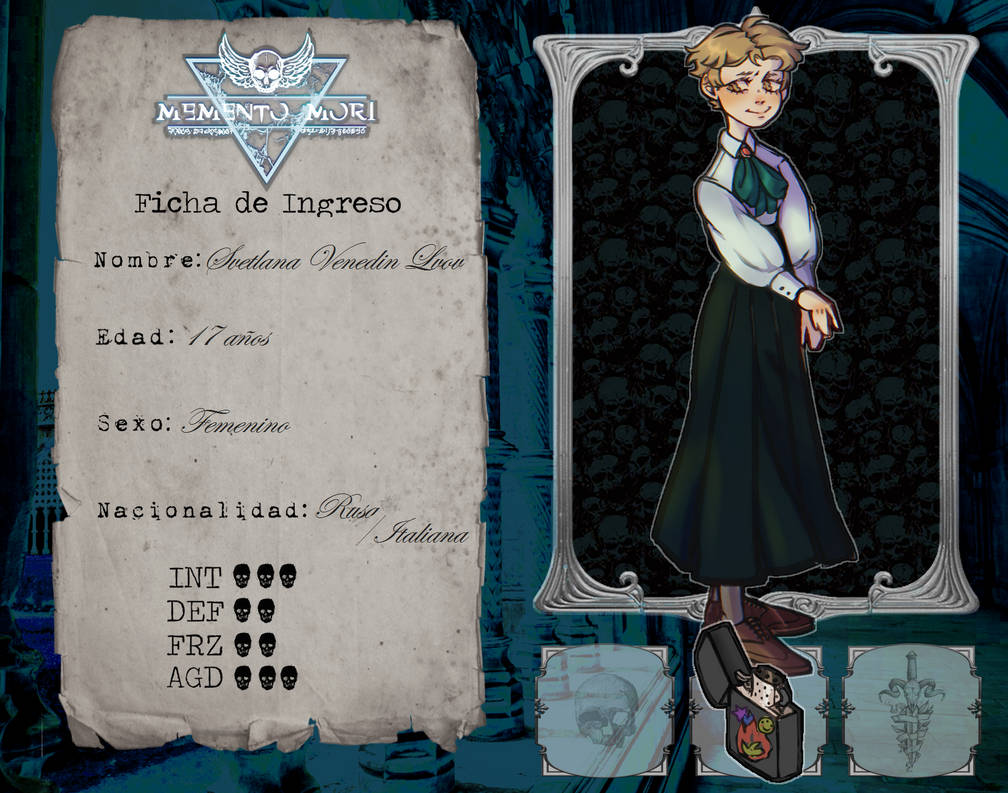 MEMENTO MORI
Ficha de Ingreso
Nombre: Svetlana Venedin Lvov
Edad: 17 años
Sexo: Femenino
Nacionalidad: Rusa
/Italiana
INT
DEF
FRZ
AGD